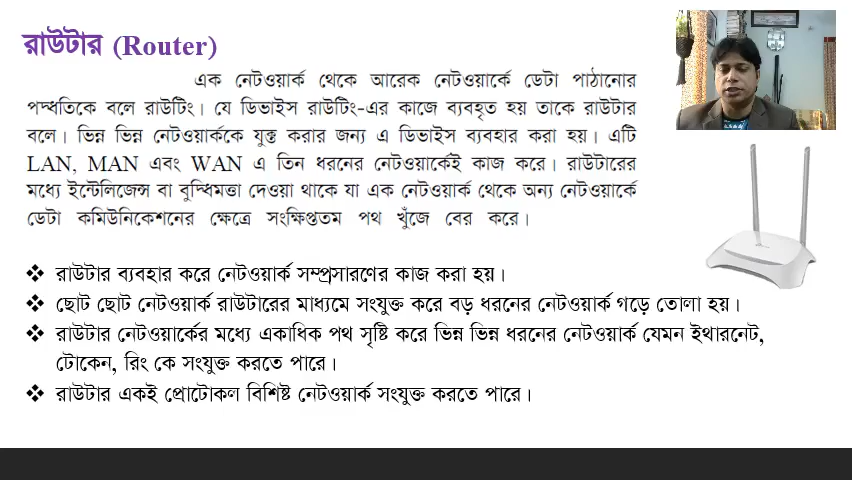 রাউটার (Router)
এক নেটওয়ার্ক থেকে আরেক নেটওয়ার্কে ডেটা পাঠানোর
পদ্ধতিকে বলে রাউটিং। যে ডিভাইস রাউটিং-এর কাজে ব্যবহৃত হয় তাকে রাউটার
বলে। ভিন্ন ভিন্ন নেটওয়ার্ককে যুক্ত করার জন্য এ ডিভাইস ব্যবহার করা হয়। এটি
LAN, MAN এবং WAN এ তিন ধরনের নেটওয়ার্কেই কাজ করে। রাউটারের
মধ্যে ইন্টেলিজেন্স বা বুদ্ধিমত্তা দেওয়া থাকে যা এক নেটওয়ার্ক থেকে অন্য নেটওয়ার্কে
ডেটা কমিউনিকেশনের ক্ষেত্রে সংক্ষিপ্ততম পথ খুঁজে বের করে।
❖ রাউটার ব্যবহার করে নেটওয়ার্ক সম্প্রসারণের কাজ করা হয়।
❖ ছোট ছোট নেটওয়ার্ক রাউটারের মাধ্যমে সংযুক্ত করে বড় ধরনের নেটওয়ার্ক গড়ে তোলা হয়।
❖ রাউটার নেটওয়ার্কের মধ্যে একাধিক পথ সৃষ্টি করে ভিন্ন ভিন্ন ধরনের নেটওয়ার্ক যেমন ইথারনেট,
টোকেন, রিং কে সংযুক্ত করতে পারে।
❖ রাউটার একই প্রোটোকল বিশিষ্ট নেটওয়ার্ক সংযুক্ত করতে পারে।